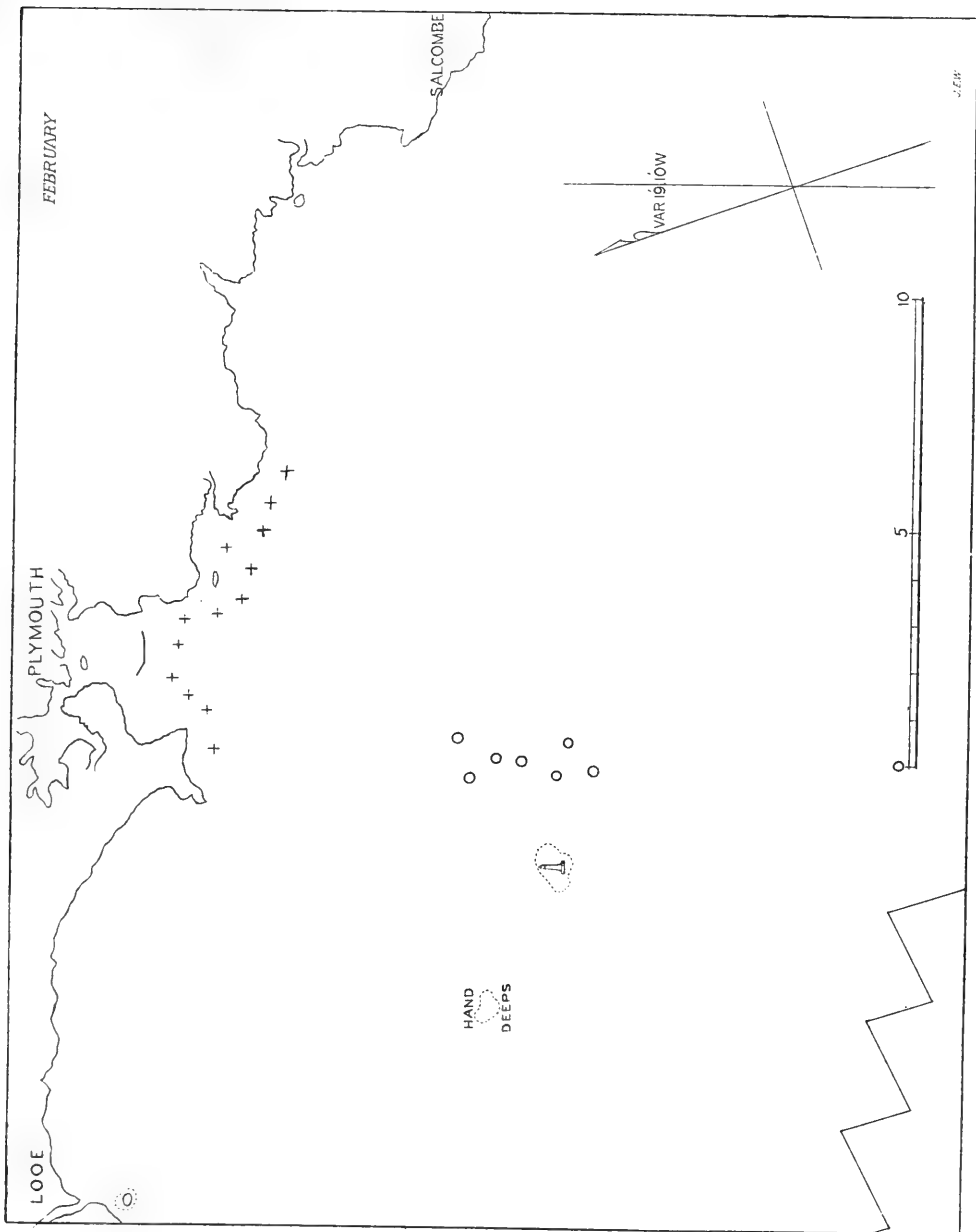 FEBRUARY
LOOE
PLYMOUTH
SALCOMBE
HAND
DEEPS
VAR 19.10W
0 5 10
J.E.W